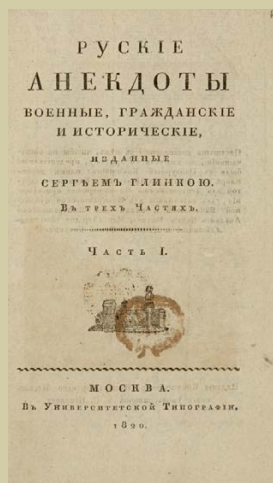 РУСКІЕ
АНЕКДОТЫ
ВОЕННЫЕ, ГРАЖДАНСКІЕ
И ИСТОРИЧЕСКІЕ,
ИЗДАННЫЕ
СЕРГѢЕМЪ ГЛИНКОЮ.
Въ трехъ Частяхъ.
Часть I.
МОСКВА.
Въ Университетской Типографіи,
1820.